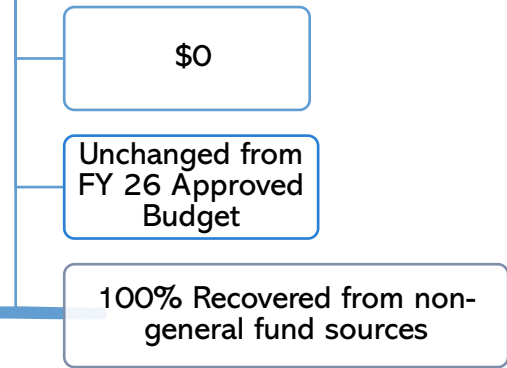 $0
Unchanged from
FY 26 Approved
Budget
100% Recovered from non-
general fund sources